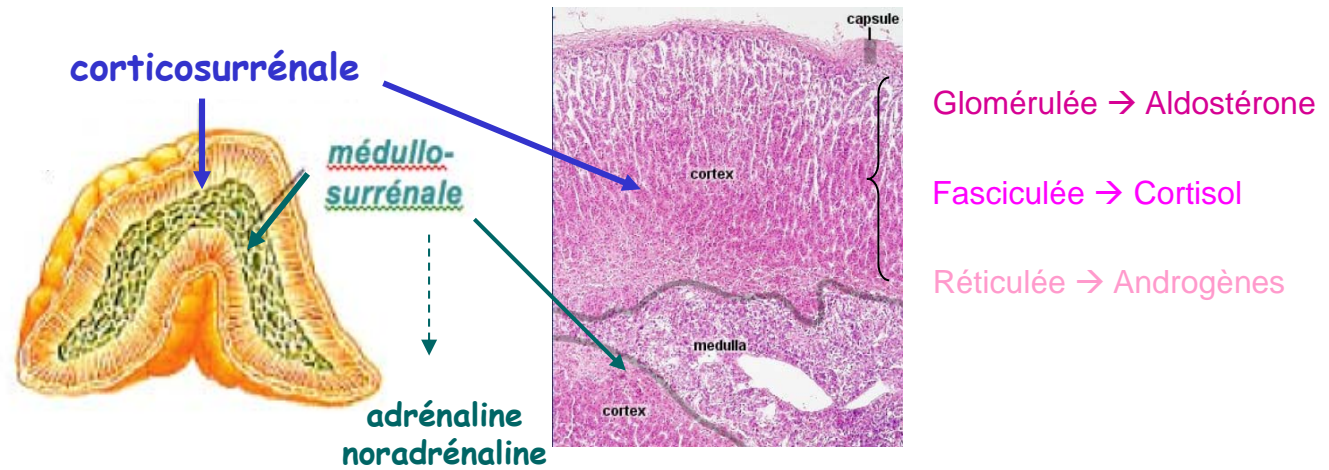 corticosurrénale
médullo-
surrénale
adrénaline
noradrénaline
capsule
cortex
medulla
cortex
Glomérulée → Aldostérone
Fasciculée → Cortisol
Réticulée → Androgènes